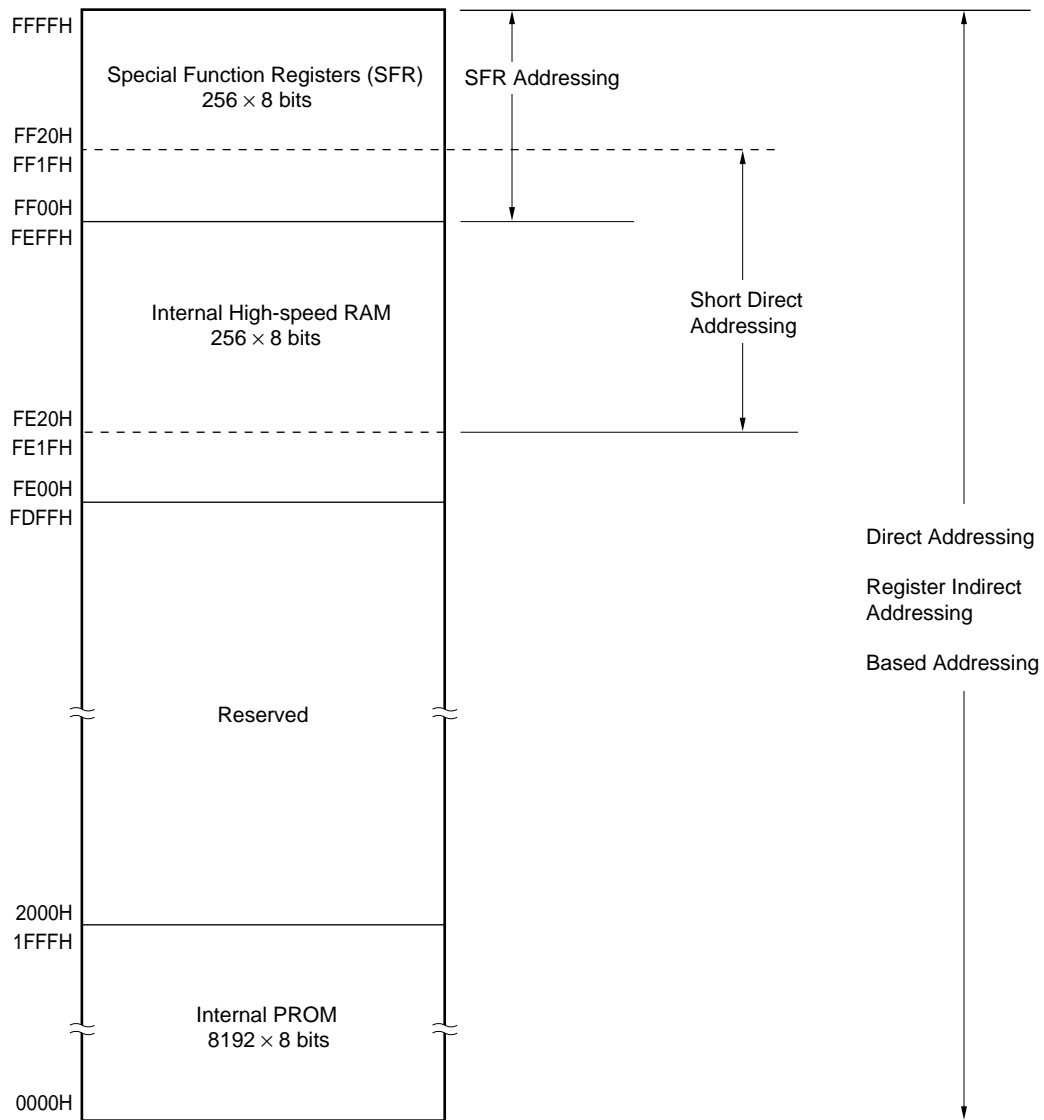 FFFFH
Special Function Registers (SFR)
256 × 8 bits
SFR Addressing
FF20H
FF1FH
FF00H
FEFFH
Internal High-speed RAM
256 × 8 bits
Short Direct
Addressing
FE20H
FE1FH
FE00H
FDFFH
Direct Addressing
Register Indirect
Addressing
Based Addressing
Reserved
2000H
1FFFH
Internal PROM
8192 × 8 bits
0000H